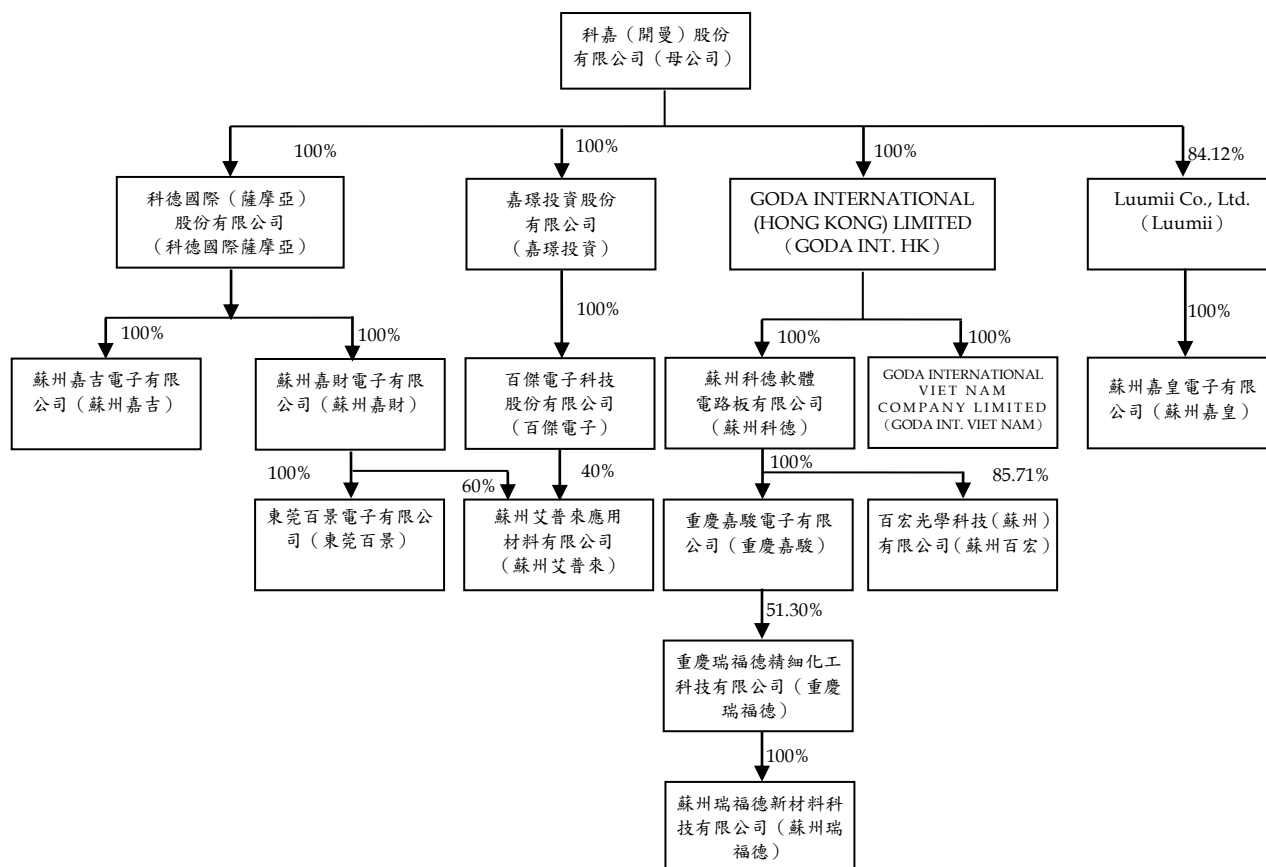 科嘉（開曼）股份
有限公司（母公司）
100%
100%
100%
84.12%
科德國際（薩摩亞）
股份有限公司
（科德國際薩摩亞）
嘉璟投資股份
有限公司
（嘉璟投資）
GODA INTERNATIONAL
(HONG KONG) LIMITED
（GODA INT. HK）
Luumii Co., Ltd.
（Luumii）
100%
100%
100%
100%
100%
100%
蘇州嘉吉電子有限
公司（蘇州嘉吉）
蘇州嘉財電子有限
公司（蘇州嘉財）
百傑電子科技
股份有限公司
（百傑電子）
蘇州科德軟體
電路板有限公司
（蘇州科德）
GODA INTERNATIONAL
VIET NAM
COMPANY LIMITED
（GODA INT. VIET NAM）
蘇州嘉皇電子有限
公司（蘇州嘉皇）
100%
60%
40%
100%
85.71%
東莞百景電子有限公
司（東莞百景）
蘇州艾普來應用
材料有限公司
（蘇州艾普來）
重慶嘉駿電子有限
公司（重慶嘉駿）
百宏光學科技（蘇州）
有限公司（蘇州百宏）
51.30%
重慶瑞福德精細化工
科技有限公司（重慶
瑞福德）
100%
蘇州瑞福德新材料科
技有限公司（蘇州瑞
福德）